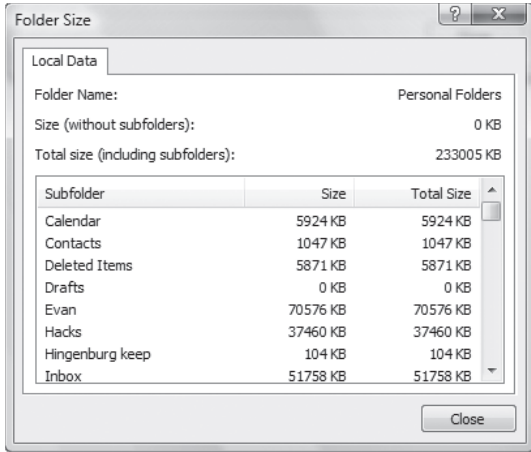 Folder Size
Local Data
Folder Name: Personal Folders
Size (without subfolders): 0 KB
Total size (including subfolders): 233005 KB
Subfolder Size Total Size
Calendar 5924 KB 5924 KB
Contacts 1047 KB 1047 KB
Deleted Items 5871 KB 5871 KB
Drafts 0 KB 0 KB
Evan 70576 KB 70576 KB
Hacks 37460 KB 37460 KB
Hingenburg keep 104 KB 104 KB
Inbox 51758 KB 51758 KB
Close